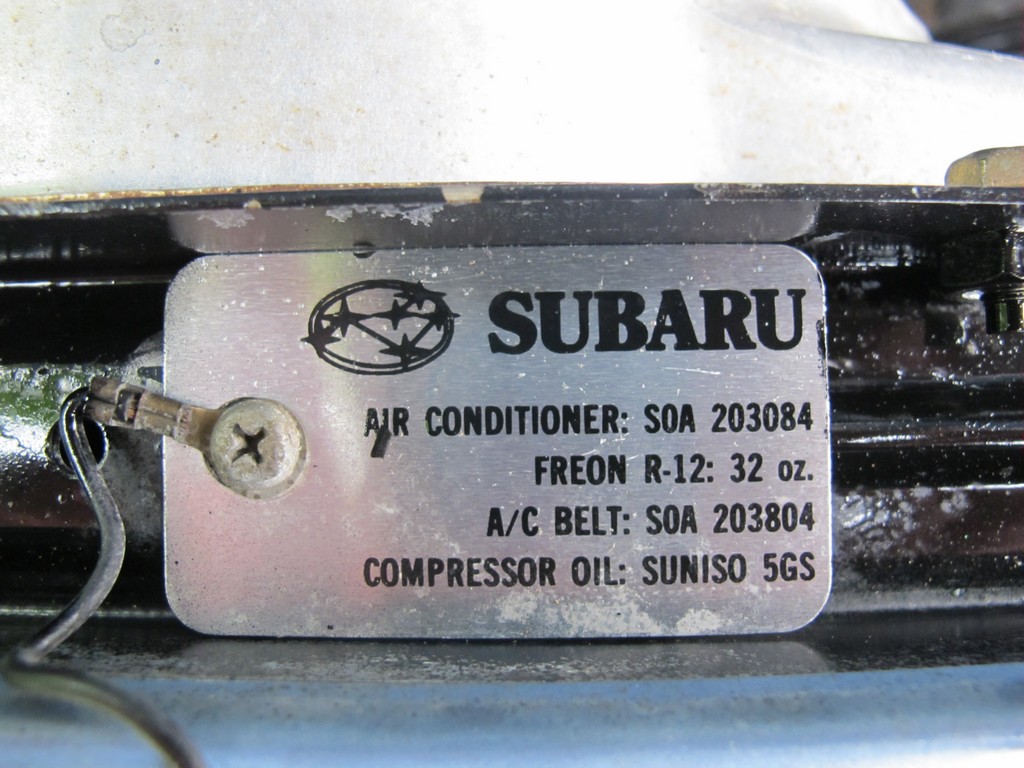 SUBARU
AIR CONDITIONER: SOA 203084
FREON R-12: 32 oz.
A/C BELT: SOA 203804
COMPRESSOR OIL: SUNISO 5GS